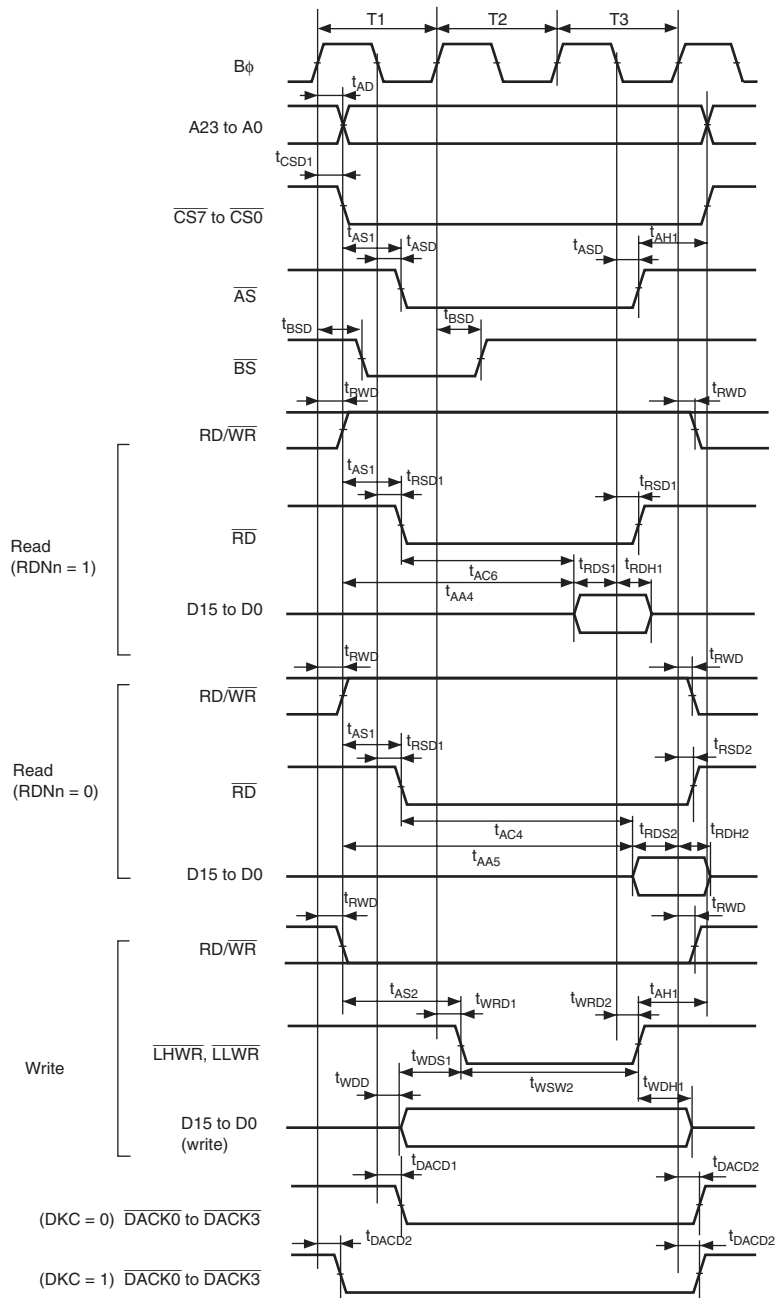 T1 T2 T3
Bϕ
tAD
A23 to A0
tCSD1
CS7 to CS0
tAS1 tASD tASD tAH1
AS
tBSD tBSD
BS
tRWD tRWD
RD/WR
tAS1 tRSD1 tRSD1
RD
Read
(RDNn = 1)
tAC6 tRDS1 tRDH1
tAA4
D15 to D0
tRWD tRWD
RD/WR
tAS1 tRSD1 tRSD2
Read
(RDNn = 0)
RD
tAC4 tRDS2 tRDH2
tAA5
D15 to D0
tRWD tRWD
RD/WR
tAS2 tWRD1 tWRD2 tAH1
LHWR, LLWR
Write
tWDS1 tWSW2 tWDH1
tWDD
D15 to D0
(write)
tDACD1 tDACD2
(DKC = 0) DACK0 to DACK3
tDACD2 tDACD2
(DKC = 1) DACK0 to DACK3